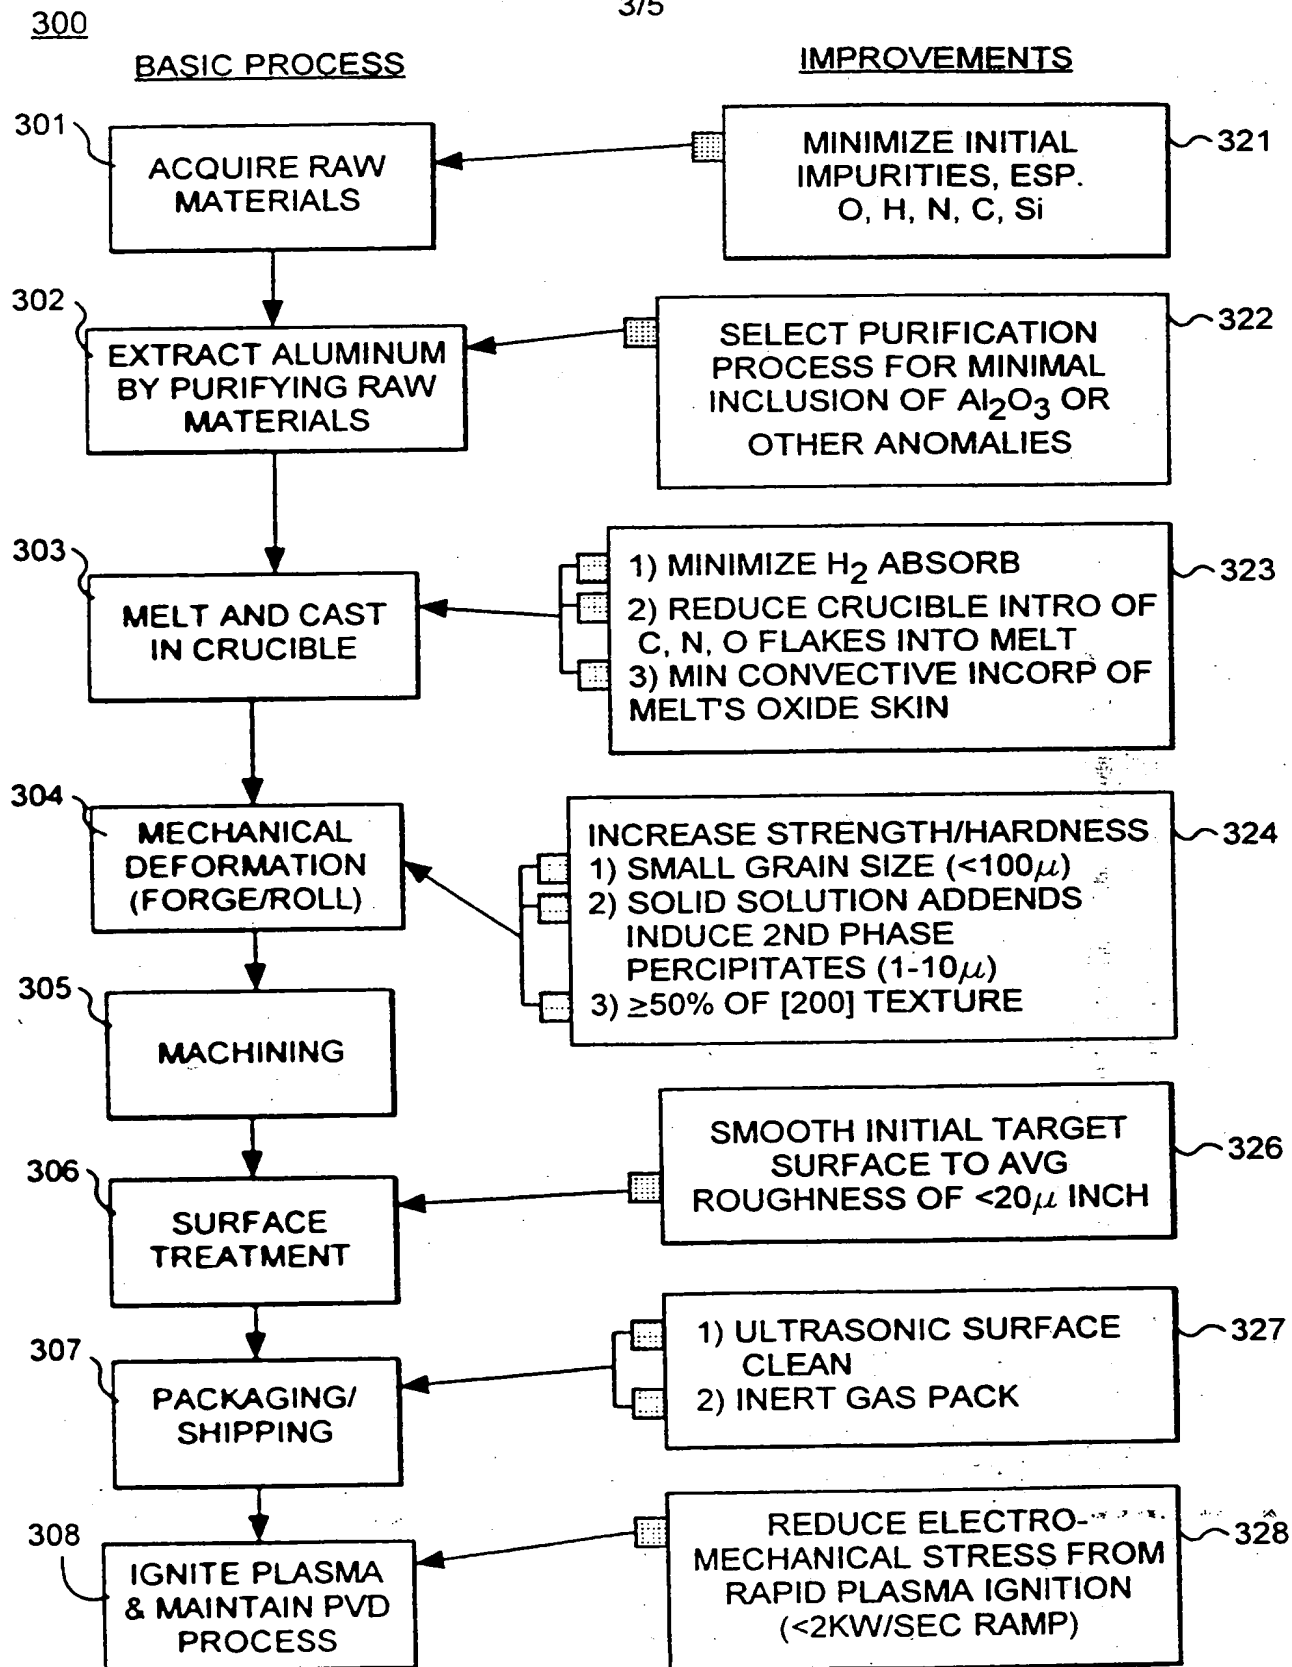 3/5
300
BASIC PROCESS
IMPROVEMENTS
301
ACQUIRE RAW
MATERIALS
MINIMIZE INITIAL
IMPURITIES, ESP.
O, H, N, C, Si
321
302
EXTRACT ALUMINUM
BY PURIFYING RAW
MATERIALS
SELECT PURIFICATION
PROCESS FOR MINIMAL
INCLUSION OF Al2O3 OR
OTHER ANOMALIES
322
303
MELT AND CAST
IN CRUCIBLE
1) MINIMIZE H2 ABSORB
2) REDUCE CRUCIBLE INTRO OF
C, N, O FLAKES INTO MELT
3) MIN CONVECTIVE INCORP OF
MELT'S OXIDE SKIN
323
304
MECHANICAL
DEFORMATION
(FORGE/ROLL)
INCREASE STRENGTH/HARDNESS
1) SMALL GRAIN SIZE (<100μ)
2) SOLID SOLUTION ADDENDS
INDUCE 2ND PHASE
PERCIPITATES (1-10μ)
3) ≥50% OF [200] TEXTURE
324
305
MACHINING
306
SURFACE
TREATMENT
SMOOTH INITIAL TARGET
SURFACE TO AVG
ROUGHNESS OF <20μ INCH
326
307
PACKAGING/
SHIPPING
1) ULTRASONIC SURFACE
CLEAN
2) INERT GAS PACK
327
308
IGNITE PLASMA
& MAINTAIN PVD
PROCESS
REDUCE ELECTRO-
MECHANICAL STRESS FROM
RAPID PLASMA IGNITION
(<2KW/SEC RAMP)
328